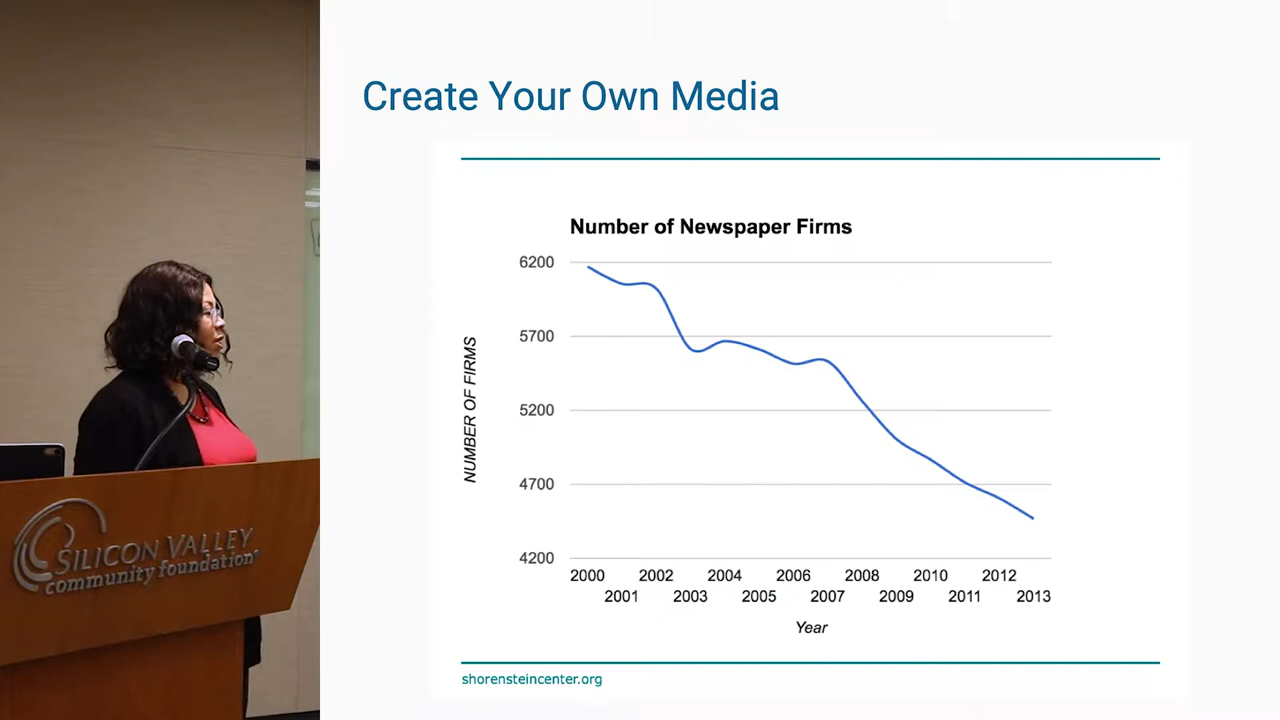 Create Your Own Media
Number of Newspaper Firms
6200
5700
5200
4700
4200
NUMBER OF FIRMS
2000 2002 2004 2006 2008 2010 2012
2001 2003 2005 2007 2009 2011 2013
Year
shorensteincenter.org
SILICON VALLEY
community foundation®